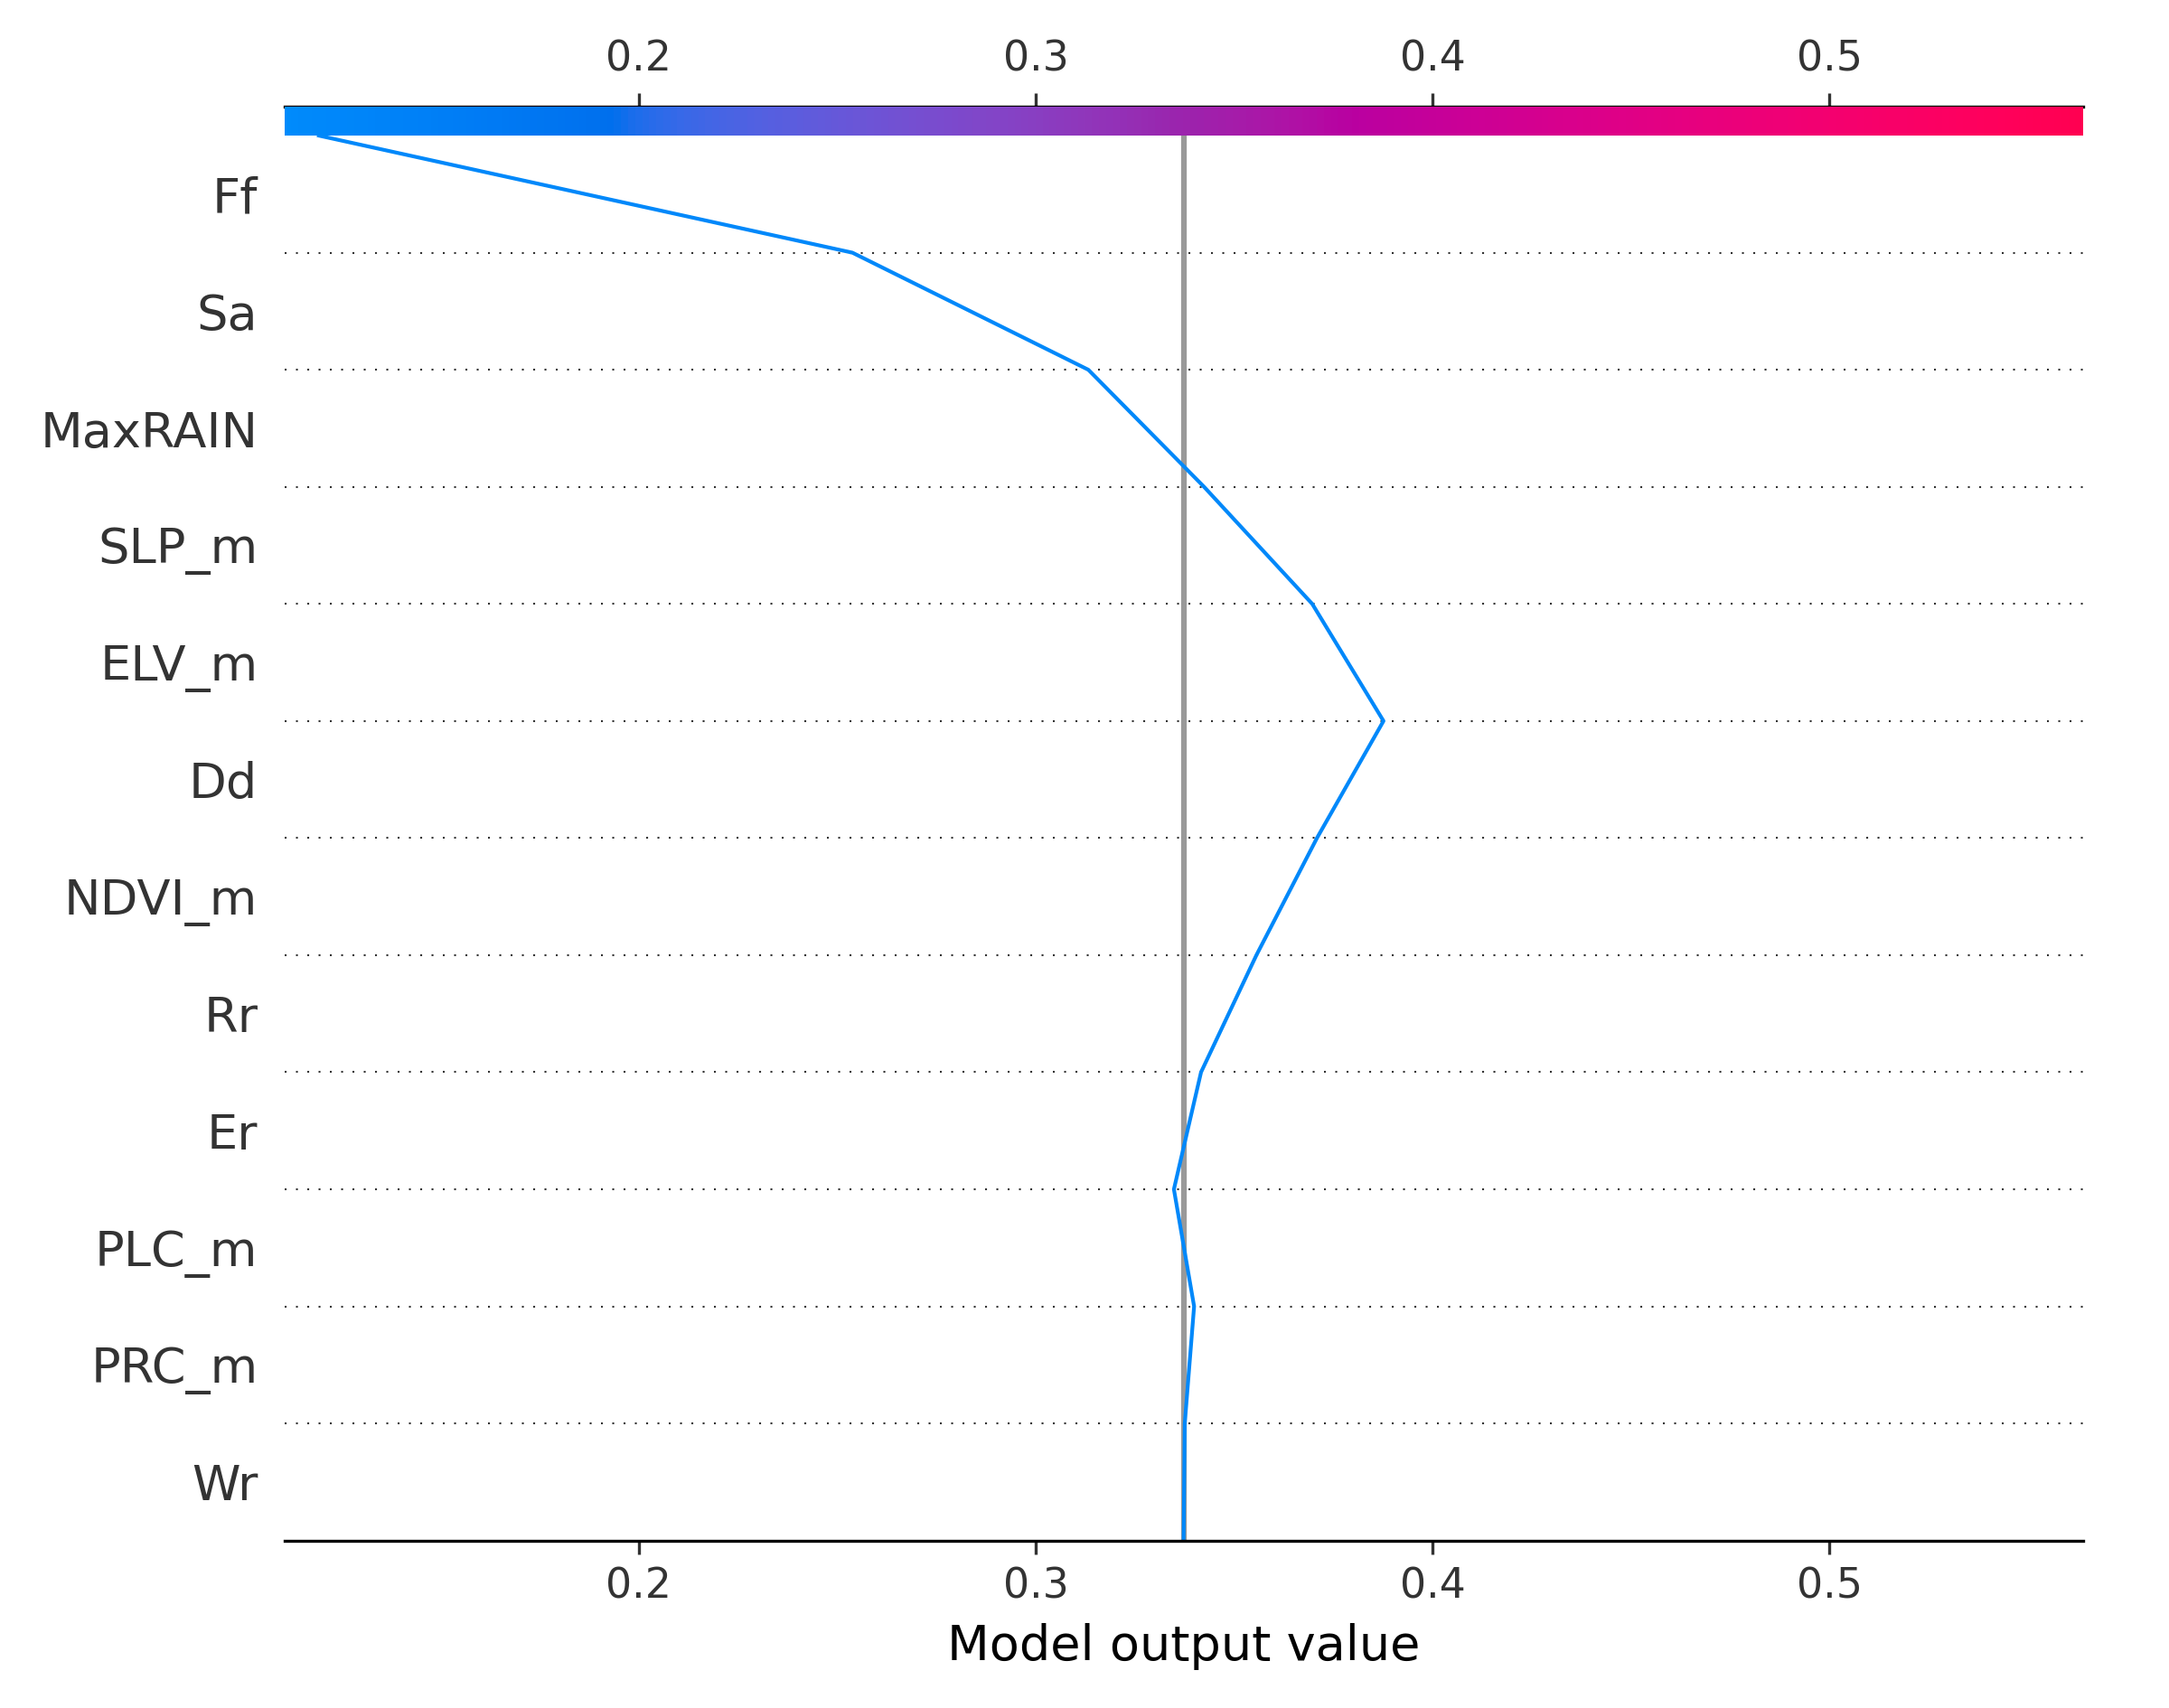 0.2 0.3 0.4 0.5
Ff
Sa
MaxRAIN
SLP_m
ELV_m
Dd
NDVI_m
Rr
Er
PLC_m
PRC_m
Wr
0.2 0.3 0.4 0.5
Model output value